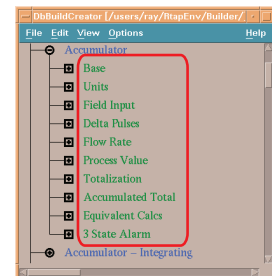 DbBuildCreator [/users/ray/RtapEnv/Builder/
File Edit View Options Help
Accumulator
Base
Units
Field Input
Delta Pulses
Flow Rate
Process Value
Totalization
Accumulated Total
Equivalent Calcs
3 State Alarm
Accumulator – Integrating